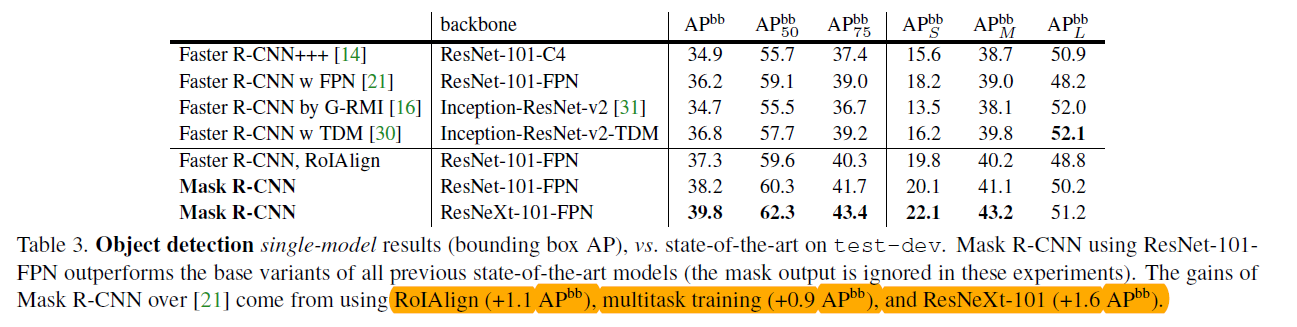 backbone AP^bb AP^bb_50 AP^bb_75 AP^bb_S AP^bb_M AP^bb_L
Faster R-CNN+++ [14] ResNet-101-C4 34.9 55.7 37.4 15.6 38.7 50.9
Faster R-CNN w FPN [21] ResNet-101-FPN 36.2 59.1 39.0 18.2 39.0 48.2
Faster R-CNN by G-RMI [16] Inception-ResNet-v2 [31] 34.7 55.5 36.7 13.5 38.1 52.0
Faster R-CNN w TDM [30] Inception-ResNet-v2-TDM 36.8 57.7 39.2 16.2 39.8 52.1
Faster R-CNN, RoIAlign ResNet-101-FPN 37.3 59.6 40.3 19.8 40.2 48.8
Mask R-CNN ResNet-101-FPN 38.2 60.3 41.7 20.1 41.1 50.2
Mask R-CNN ResNeXt-101-FPN 39.8 62.3 43.4 22.1 43.2 51.2
Table 3. Object detection single-model results (bounding box AP), vs. state-of-the-art on test-dev. Mask R-CNN using ResNet-101-
FPN outperforms the base variants of all previous state-of-the-art models (the mask output is ignored in these experiments). The gains of
Mask R-CNN over [21] come from using RoIAlign (+1.1 AP^bb), multitask training (+0.9 AP^bb), and ResNeXt-101 (+1.6 AP^bb).